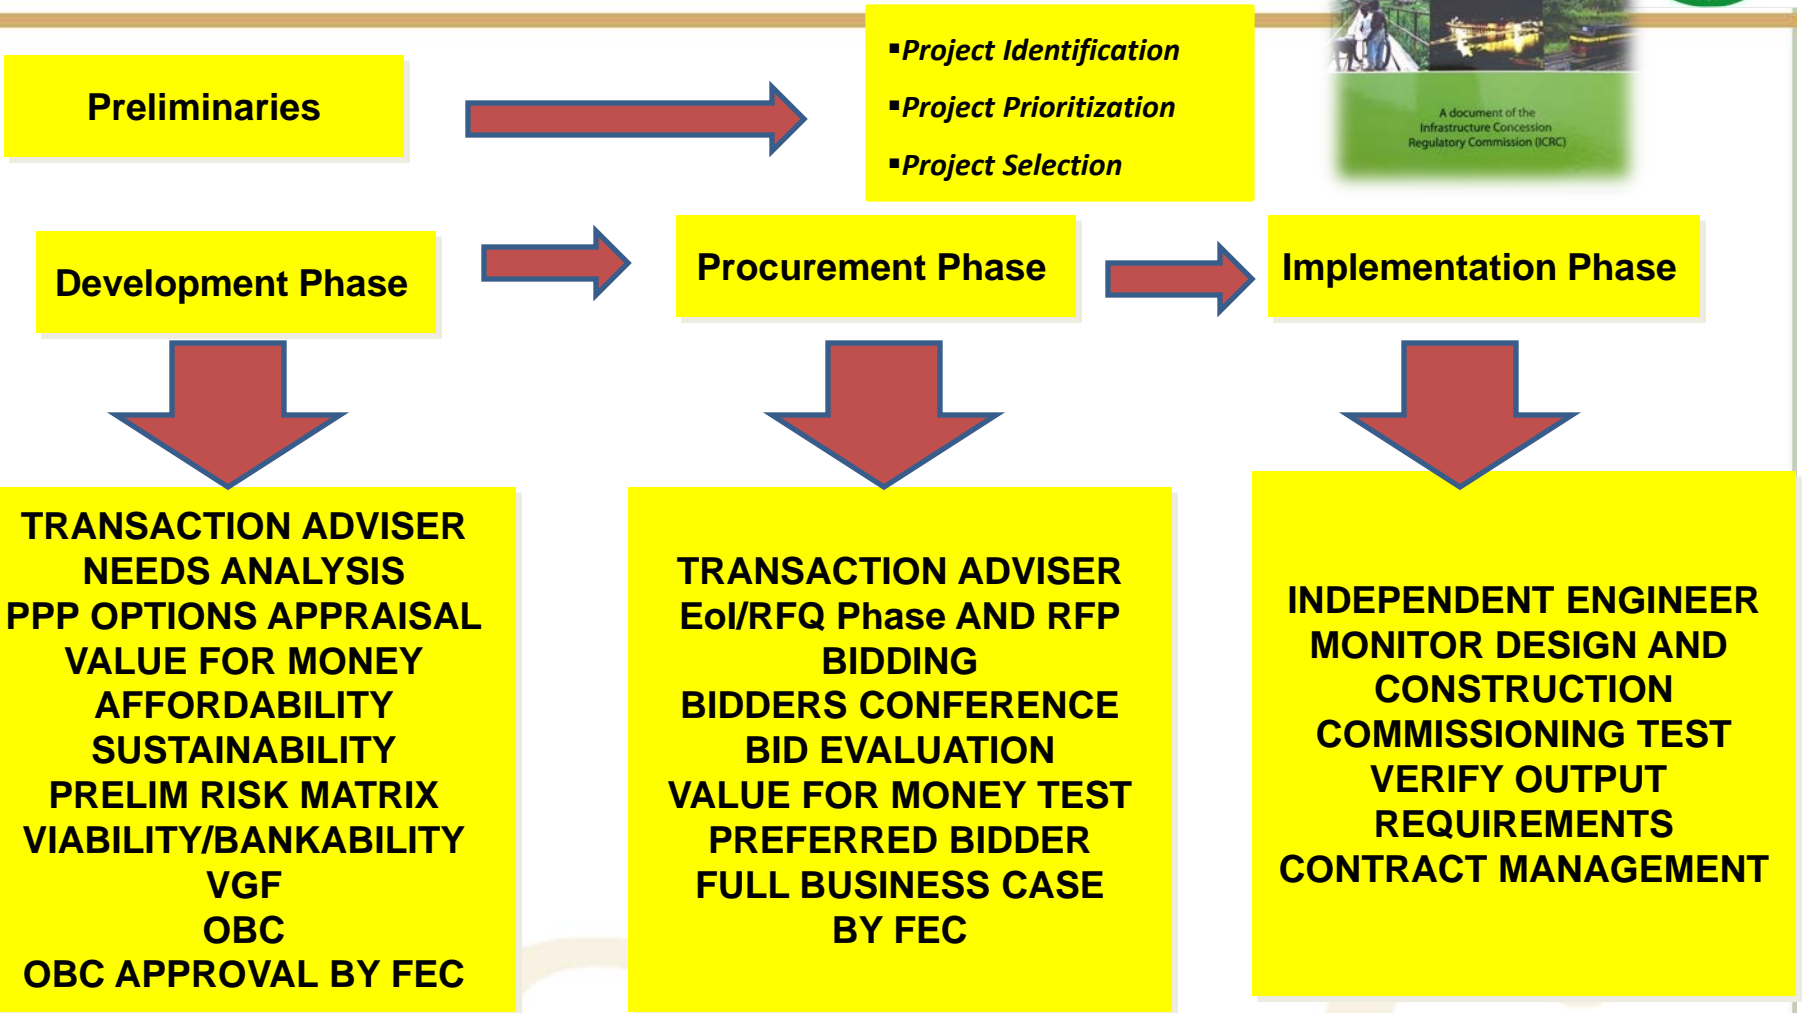 Preliminaries
▪Project Identification
▪Project Prioritization
▪Project Selection
A document of the
Infrastructure Concession
Regulatory Commission (ICRC)
Development Phase
Procurement Phase
Implementation Phase
TRANSACTION ADVISER
NEEDS ANALYSIS
PPP OPTIONS APPRAISAL
VALUE FOR MONEY
AFFORDABILITY
SUSTAINABILITY
PRELIM RISK MATRIX
VIABILITY/BANKABILITY
VGF
OBC
OBC APPROVAL BY FEC
TRANSACTION ADVISER
EoI/RFQ Phase AND RFP
BIDDING
BIDDERS CONFERENCE
BID EVALUATION
VALUE FOR MONEY TEST
PREFERRED BIDDER
FULL BUSINESS CASE
BY FEC
INDEPENDENT ENGINEER
MONITOR DESIGN AND
CONSTRUCTION
COMMISSIONING TEST
VERIFY OUTPUT
REQUIREMENTS
CONTRACT MANAGEMENT